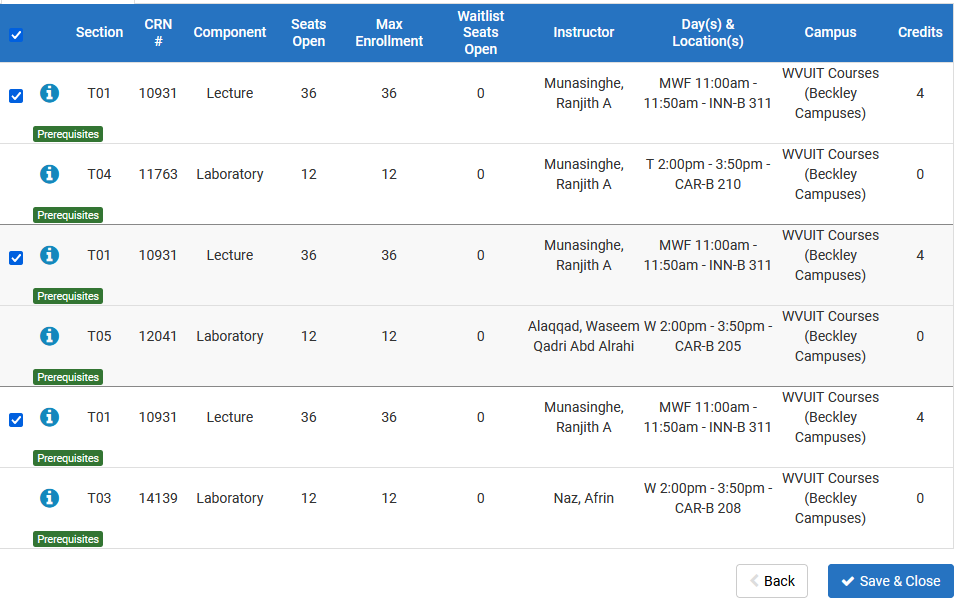 Section CRN # Component Seats Open Max Enrollment Waitlist Seats Open Instructor Day(s) & Location(s) Campus Credits
T01 10931 Lecture 36 36 0 Munasinghe, Ranjith A MWF 11:00am - 11:50am - INN-B 311 WVUIT Courses (Beckley Campuses) 4
Prerequisites
T04 11763 Laboratory 12 12 0 Munasinghe, Ranjith A T 2:00pm - 3:50pm - CAR-B 210 WVUIT Courses (Beckley Campuses) 0
Prerequisites
T01 10931 Lecture 36 36 0 Munasinghe, Ranjith A MWF 11:00am - 11:50am - INN-B 311 WVUIT Courses (Beckley Campuses) 4
Prerequisites
T05 12041 Laboratory 12 12 0 Alaqqad, Waseem Qadri Abd Alrahi W 2:00pm - 3:50pm - CAR-B 205 WVUIT Courses (Beckley Campuses) 0
Prerequisites
T01 10931 Lecture 36 36 0 Munasinghe, Ranjith A MWF 11:00am - 11:50am - INN-B 311 WVUIT Courses (Beckley Campuses) 4
Prerequisites
T03 14139 Laboratory 12 12 0 Naz, Afrin W 2:00pm - 3:50pm - CAR-B 208 WVUIT Courses (Beckley Campuses) 0
Prerequisites
Back Save & Close